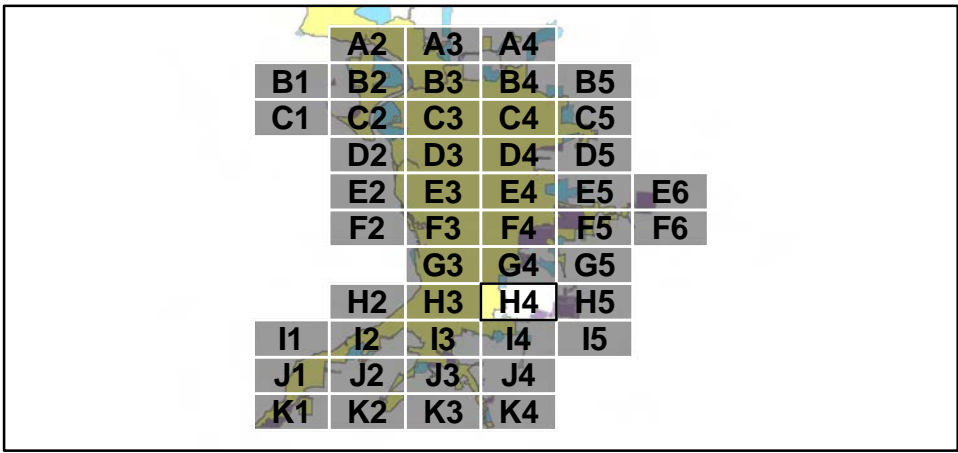 A2 A3 A4
B1 B2 B3 B4 B5
C1 C2 C3 C4 C5
D2 D3 D4 D5
E2 E3 E4 E5 E6
F2 F3 F4 F5 F6
G3 G4 G5
H2 H3 H4 H5
I1 I2 I3 I4 I5
J1 J2 J3 J4
K1 K2 K3 K4